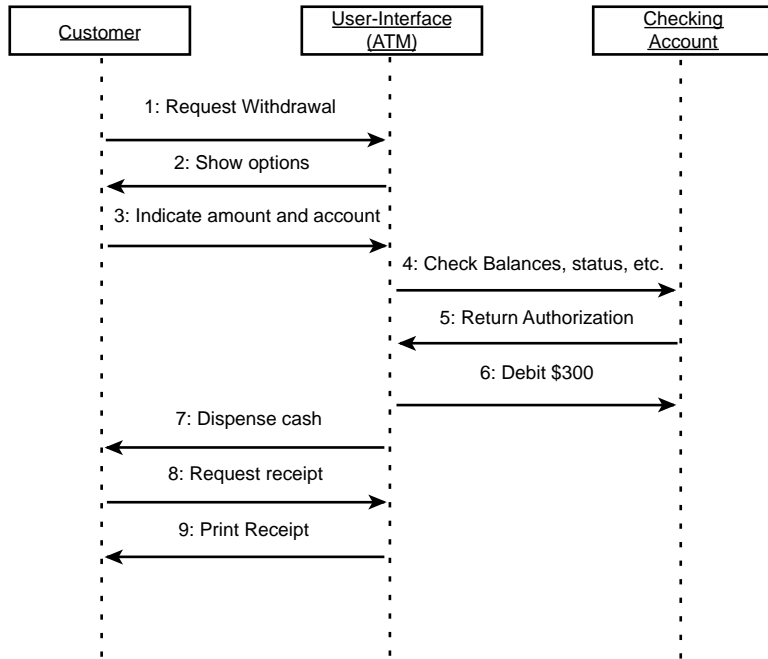 Customer
User-Interface
(ATM)
Checking
Account
1: Request Withdrawal
2: Show options
3: Indicate amount and account
4: Check Balances, status, etc.
5: Return Authorization
6: Debit $300
7: Dispense cash
8: Request receipt
9: Print Receipt